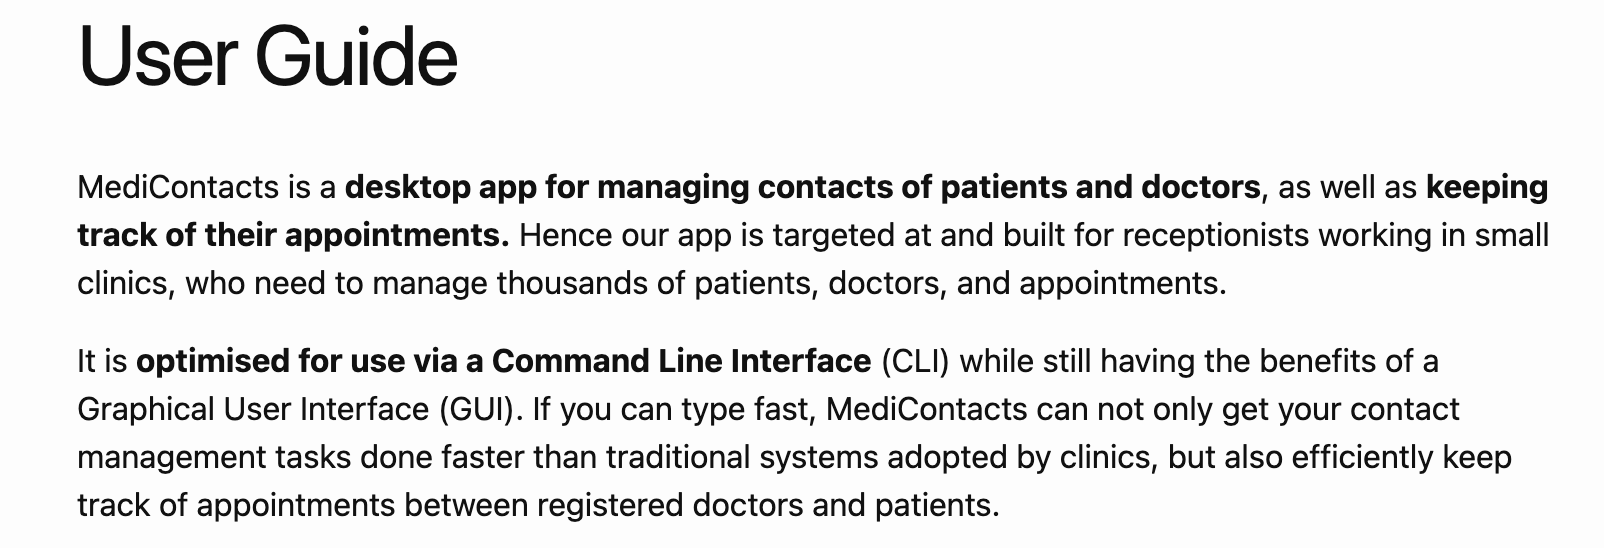 User Guide
MediContacts is a desktop app for managing contacts of patients and doctors, as well as keeping
track of their appointments. Hence our app is targeted at and built for receptionists working in small
clinics, who need to manage thousands of patients, doctors, and appointments.
It is optimised for use via a Command Line Interface (CLI) while still having the benefits of a
Graphical User Interface (GUI). If you can type fast, MediContacts can not only get your contact
management tasks done faster than traditional systems adopted by clinics, but also efficiently keep
track of appointments between registered doctors and patients.